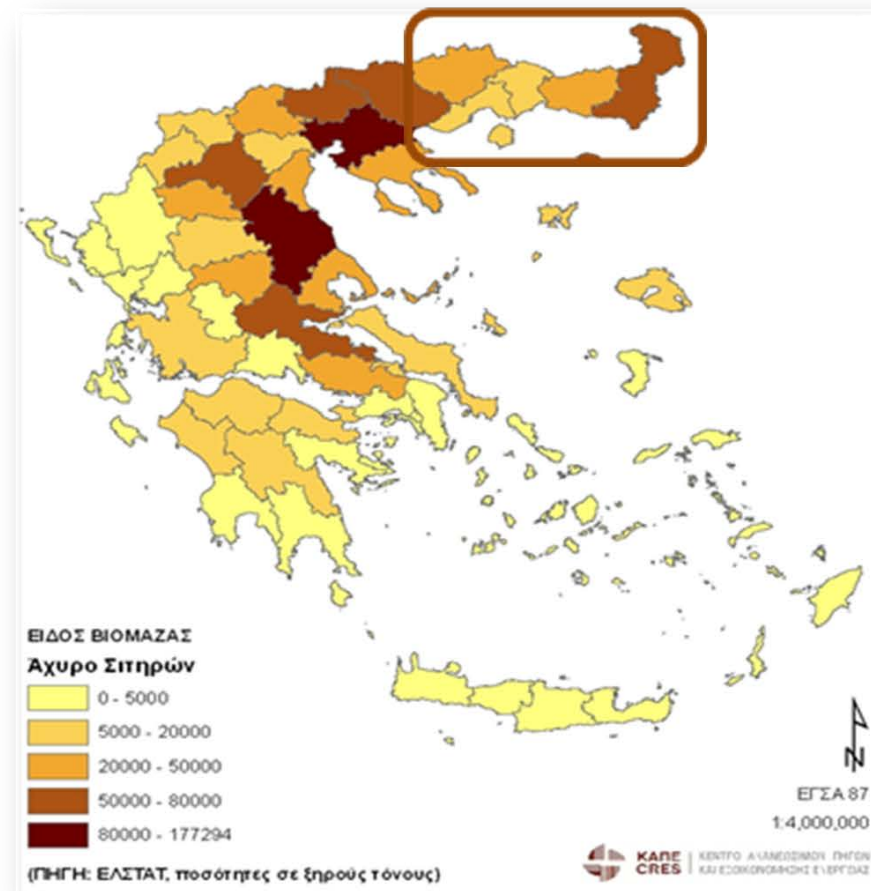 ΕΙΔΟΣ ΒΙΟΜΑΖΑΣ
Άχυρο Σιτηρών
0 - 5000
5000 - 20000
20000 - 50000
50000 - 80000
80000 - 177294
(ΠΗΓΗ: ΕΛΣΤΑΤ, ποσότητες σε ξηρούς τόνους)
N
ΕΓΣΑ 87
1:4,000,000
ΚΑΠΕ
CRES
ΚΕΝΤΡΟ ΑΝΑΝΕΩΣΙΜΩΝ ΠΗΓΩΝ
ΚΑΙ ΕΞΟΙΚΟΝΟΜΗΣΗΣ ΕΝΕΡΓΕΙΑΣ